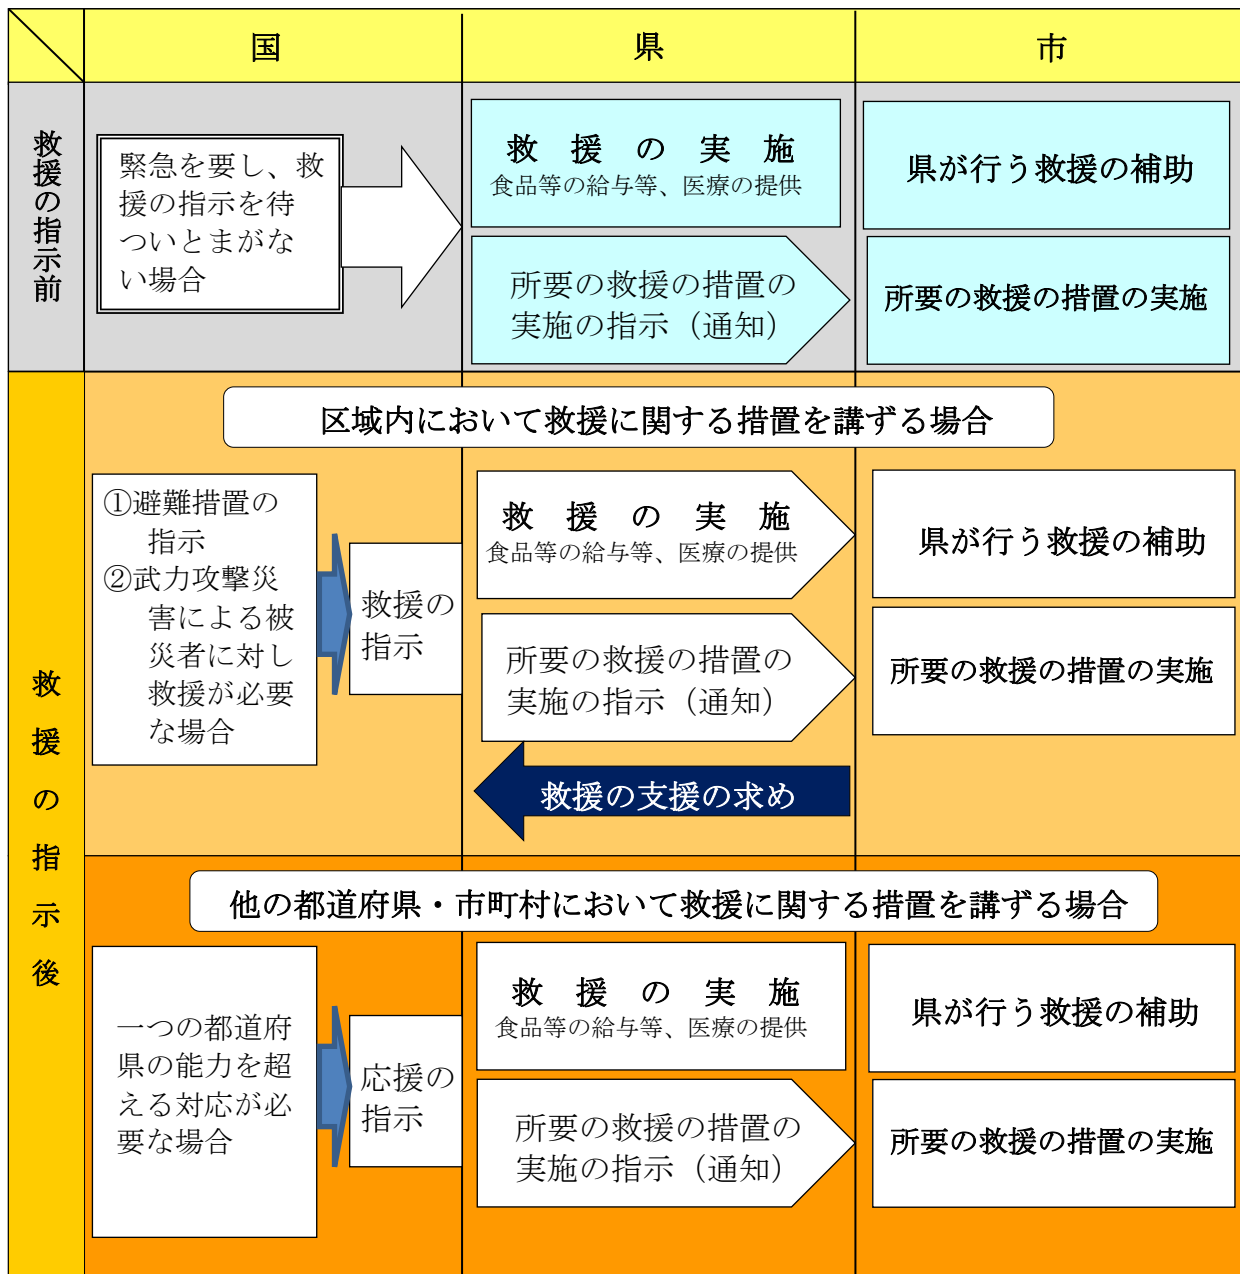 国
県
市
救援の指示前
緊急を要し、救
援の指示を待
ついとまがな
い場合
救援の実施
食品等の給与等、医療の提供
所要の救援の措置の
実施の指示（通知）
県が行う救援の補助
所要の救援の措置の実施
救援の指示後
区域内において救援に関する措置を講ずる場合
①避難措置の
指示
②武力攻撃災
害による被
災者に対し
救援が必要
な場合
救援の
指示
救援の実施
食品等の給与等、医療の提供
所要の救援の措置の
実施の指示（通知）
救援の支援の求め
県が行う救援の補助
所要の救援の措置の実施
他の都道府県・市町村において救援に関する措置を講ずる場合
一つの都道府
県の能力を超
える対応が必
要な場合
応援の
指示
救援の実施
食品等の給与等、医療の提供
所要の救援の措置の
実施の指示（通知）
県が行う救援の補助
所要の救援の措置の実施